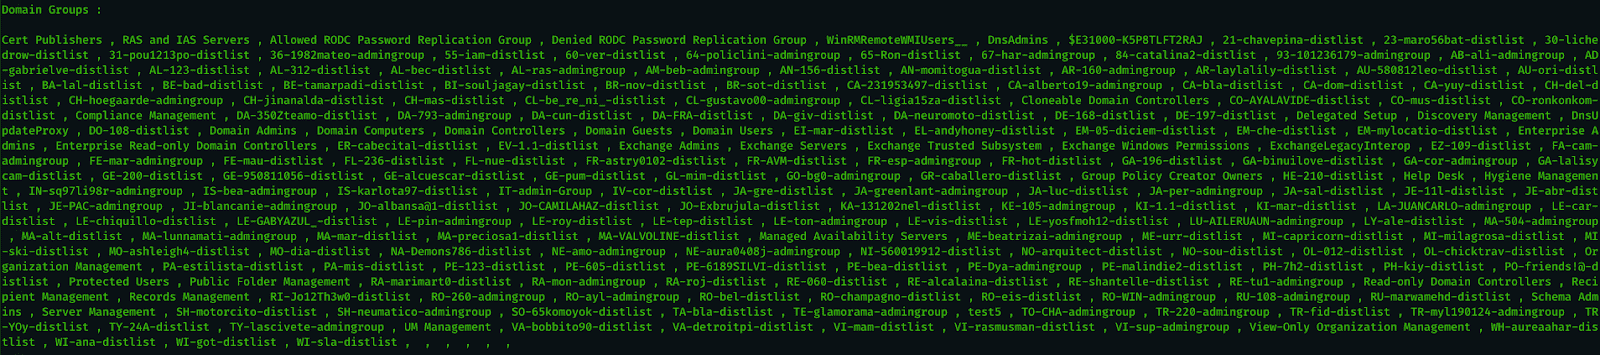 Domain Groups :
Cert Publishers , RAS and IAS Servers , Allowed RODC Password Replication Group , Denied RODC Password Replication Group , WinRMRemoteWMIUsers__ , DnsAdmins , $E31000-K5P8TLFT2RAJ , 21-chavepina-distlist , 23-maro56bat-distlist , 30-liche
drow-distlist , 31-pou1213po-distlist , 36-1982mateo-admingroup , 55-iam-distlist , 60-ver-distlist , 64-policlini-admingroup , 65-Ron-distlist , 67-har-admingroup , 84-catalina2-distlist , 93-101236179-admingroup , AB-ali-admingroup , AD
-gabrielve-distlist , AL-123-distlist , AL-312-distlist , AL-bec-distlist , AL-ras-admingroup , AM-beb-admingroup , AN-156-distlist , AN-momitogua-distlist , AR-160-admingroup , AR-laylality-distlist , AU-580812leo-distlist , AU-ori-distl
ist , BA-lal-distlist , BE-bad-distlist , BE-tamarpadi-distlist , BI-souljagay-distlist , BR-nov-distlist , BR-sot-distlist , CA-231953497-distlist , CA-alberto19-admingroup , CA-bla-distlist , CA-dom-distlist , CA-yuy-distlist , CH-del-d
istlist , CH-hoegaarde-admingroup , CH-jinanalda-distlist , CH-mas-distlist , CL-be_re_ni_-distlist , CL-gustavo00-admingroup , CL-ligia15za-distlist , Cloneable Domain Controllers , CO-AYALAVIDE-distlist , CO-mus-distlist , CO-ronkonkom-
distlist , Compliance Management , DA-350Zteamo-distlist , DA-793-admingroup , DA-cun-distlist , DA-FRA-distlist , DA-giv-distlist , DA-neuromoto-distlist , DE-168-distlist , DE-197-distlist , Delegated Setup , Discovery Management , DnsU
pdateProxy , DO-108-distlist , Domain Admins , Domain Computers , Domain Controllers , Domain Guests , Domain Users , EI-mar-distlist , EL-andyhoney-distlist , EM-05-diciem-distlist , EM-che-distlist , EM-mylocatio-distlist , Enterprise A
dmins , Enterprise Read-only Domain Controllers , ER-cabecital-distlist , EV-1.1-distlist , Exchange Admins , Exchange Servers , Exchange Trusted Subsystem , Exchange Windows Permissions , ExchangeLegacyInterop , EZ-109-distlist , FA-cam-
admingroup , FE-mar-admingroup , FE-mau-distlist , FL-236-distlist , FL-nue-distlist , FR-astry0102-distlist , FR-AVM-distlist , FR-esp-admingroup , FR-hot-distlist , GA-196-distlist , GA-binuilove-distlist , GA-cor-admingroup , GA-lalisy
cam-distlist , GE-200-distlist , GE-950811056-distlist , GE-alcuescar-distlist , GE-pum-distlist , GL-mim-distlist , GO-bg0-admingroup , GR-caballero-distlist , Group Policy Creator Owners , HE-210-distlist , Help Desk , Hygiene Managemen
t , IN-sq97li98r-admingroup , IS-bea-admingroup , IS-karlota97-distlist , IT-admin-Group , IV-cor-distlist , JA-gre-distlist , JA-greenlant-admingroup , JA-luc-distlist , JA-per-admingroup , JA-sal-distlist , JE-11l-distlist , JE-abr-dist
list , JE-PAC-admingroup , JI-blancanie-admingroup , JO-albansa@1-distlist , JO-CAMILAHAZ-distlist , JO-Exbrujula-distlist , KA-131202nel-distlist , KE-105-admingroup , KI-1.1-distlist , KI-mar-distlist , LA-JUANCARLO-admingroup , LE-car-
distlist , LE-chiquillo-distlist , LE-GABYAZUL_-distlist , LE-pin-admingroup , LE-roy-distlist , LE-tep-distlist , LE-ton-admingroup , LE-vis-distlist , LE-yosfmoh12-distlist , LU-AILERUAUN-admingroup , LY-ale-distlist , MA-504-admingroup
, MA-alt-distlist , MA-lunnamati-admingroup , MA-mar-distlist , MA-preciosa1-distlist , MA-VALVOLINE-distlist , Managed Availability Servers , ME-beatrizai-admingroup , ME-urr-distlist , MI-capricorn-distlist , MI-milagrosa-distlist , MI
-ski-distlist , MO-ashleigh4-distlist , MO-dia-distlist , NA-Demons786-distlist , NE-amo-admingroup , NE-aura0408j-admingroup , NI-560019912-distlist , NO-arquitect-distlist , NO-sou-distlist , OL-012-distlist , OL-chicktrav-distlist , Or
ganization Management , PA-estilista-distlist , PA-mis-distlist , PE-123-distlist , PE-605-distlist , PE-6189SILVI-distlist , PE-bea-distlist , PE-Dya-admingroup , PE-malindie2-distlist , PH-7h2-distlist , PH-kiy-distlist , PO-friends!@-d
istlist , Protected Users , Public Folder Management , RA-marimart0-distlist , RA-mon-admingroup , RA-roj-distlist , RE-060-distlist , RE-alcalaina-distlist , RE-shantelle-distlist , RE-tu1-admingroup , Read-only Domain Controllers , Reci
pient Management , Records Management , RI-Jo12Th3w0-distlist , RO-260-admingroup , RO-ayl-admingroup , RO-bel-distlist , RO-champagno-distlist , RO-eis-distlist , RO-WIN-admingroup , RU-108-admingroup , RU-marwamehd-distlist , Schema Adm
ins , Server Management , SH-motorcito-distlist , SH-neumatico-admingroup , SO-65komoyok-distlist , TA-bla-distlist , TE-glamorama-admingroup , test5 , TO-CHA-admingroup , TR-220-admingroup , TR-fid-distlist , TR-myl190124-admingroup , TR
-YOy-distlist , TY-24A-distlist , TY-lascivete-admingroup , UM Management , VA-bobbito90-distlist , VA-detroitpi-distlist , VI-mam-distlist , VI-rasmusman-distlist , VI-sup-admingroup , View-Only Organization Management , WH-aureaahar-dis
tlist , WI-ana-distlist , WI-got-distlist , WI-sla-distlist ,  ,  ,  ,  ,  ,